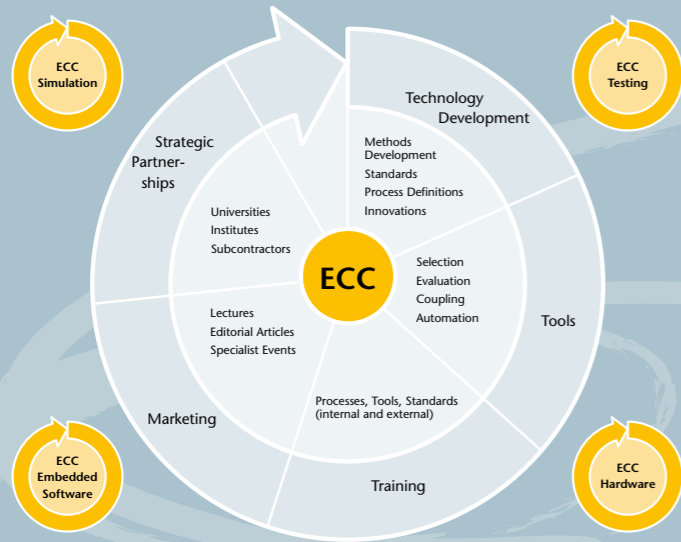 ECC
Simulation
ECC
Testing
Technology
Development
Methods
Development
Standards
Process Definitions
Innovations
Strategic
Partner-
ships
Universities
Institutes
Subcontractors
ECC
Selection
Evaluation
Coupling
Automation
Tools
Lectures
Editorial Articles
Specialist Events
Processes, Tools, Standards
(internal and external)
Marketing
Training
ECC
Embedded
Software
ECC
Hardware